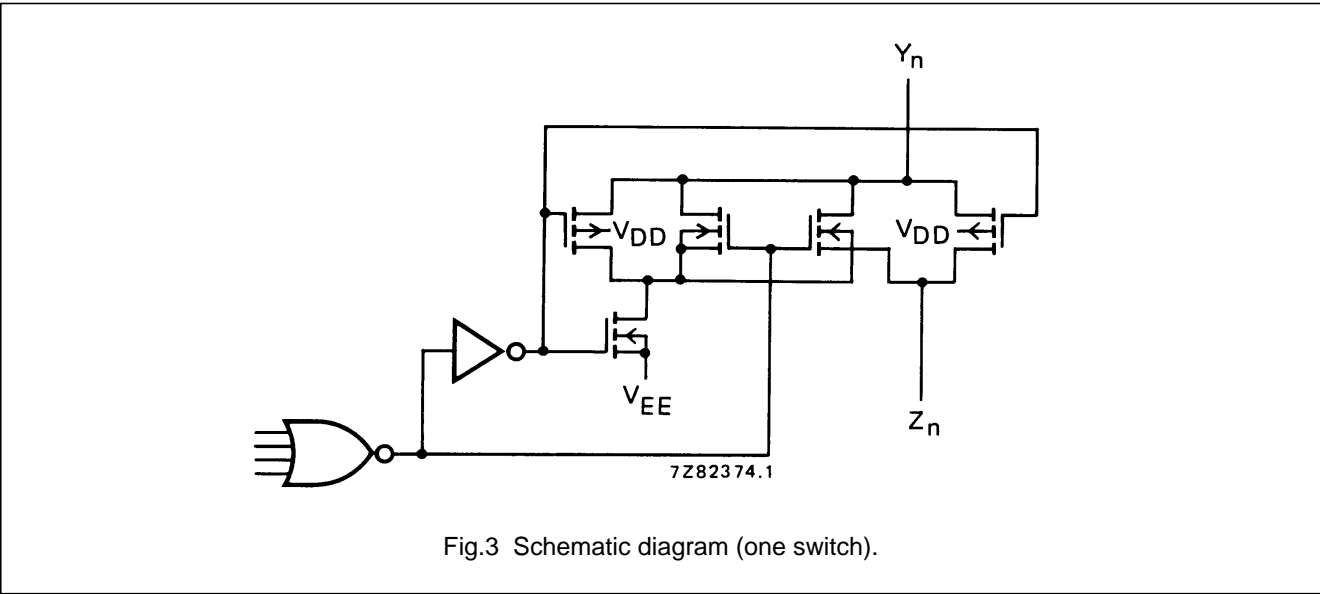 Yn
VDD
VDD
VEE
Zn
7Z82374.1
Fig.3 Schematic diagram (one switch).